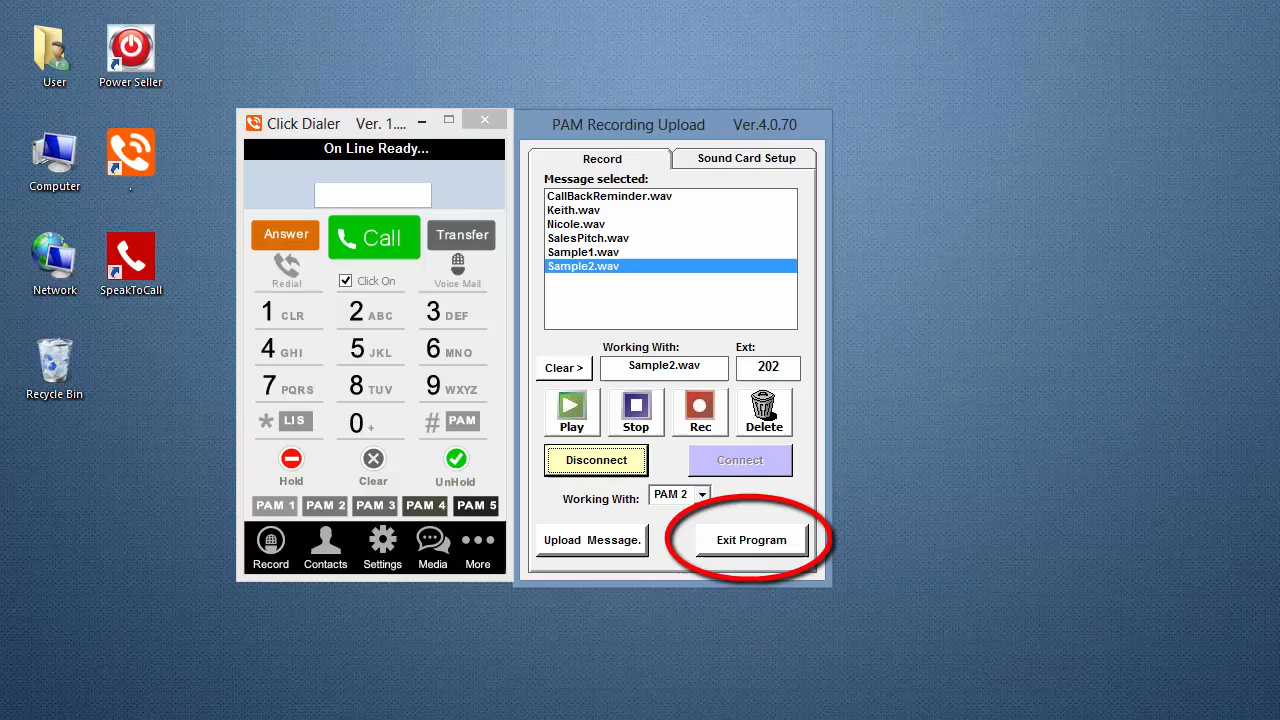 User
Power Seller
Computer
.
Network
SpeakToCall
Recycle Bin
Click Dialer Ver. 1....
On Line Ready...
Answer
Call
Transfer
Redial
Click On
Voice Mail
1 CLR
2 ABC
3 DEF
4 GHI
5 JKL
6 MNO
7 PQRS
8 TUV
9 WXYZ
* LIS
0 +
# PAM
Hold
Clear
UnHold
PAM 1
PAM 2
PAM 3
PAM 4
PAM 5
Record
Contacts
Settings
Media
More
PAM Recording Upload Ver.4.0.70
Record
Sound Card Setup
Message selected:
CallBackReminder.wav
Keith.wav
Nicole.wav
SalesPitch.wav
Sample1.wav
Sample2.wav
Working With:
Ext:
Clear >
Sample2.wav
202
Play
Stop
Rec
Delete
Disconnect
Connect
Working With:
PAM 2
Upload Message.
Exit Program